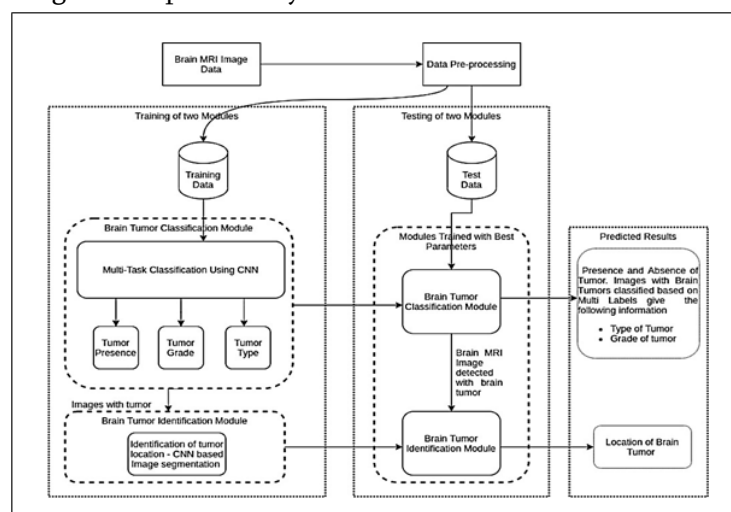 Brain MRI Image
Data
Data Pre-processing
Training of two Modules
Testing of two Modules
Training
Data
Test
Data
Brain Tumor Classification Module
Multi-Task Classification Using CNN
Tumor
Presence
Tumor
Grade
Tumor
Type
Images with tumor
Brain Tumor Identification Module
Identification of tumor
location - CNN based
Image segmentation
Modules Trained with Best
Parameters
Brain Tumor
Classification Module
Brain MRI
Image
detected
with brain
tumor
Brain Tumor
Identification Module
Predicted Results
Presence and Absence of
Tumor. Images with Brain
Tumors classified based on
Multi Labels give the
following information
• Type of Tumor
• Grade of tumor
Location of Brain
Tumor